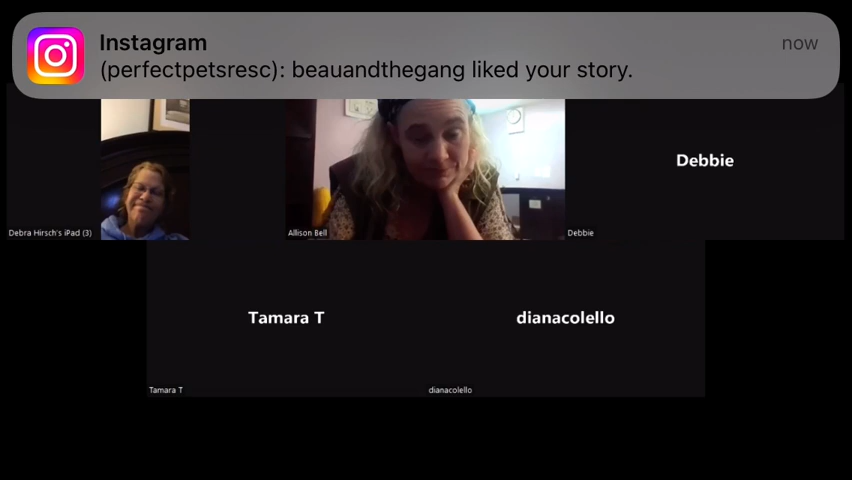 Instagram
now
(perfectpetsresc): beauandthegang liked your story.
Debbie
Debra Hirsch's iPad (3)
Allison Bell
Debbie
Tamara T
dianacolello
Tamara T
dianacolello